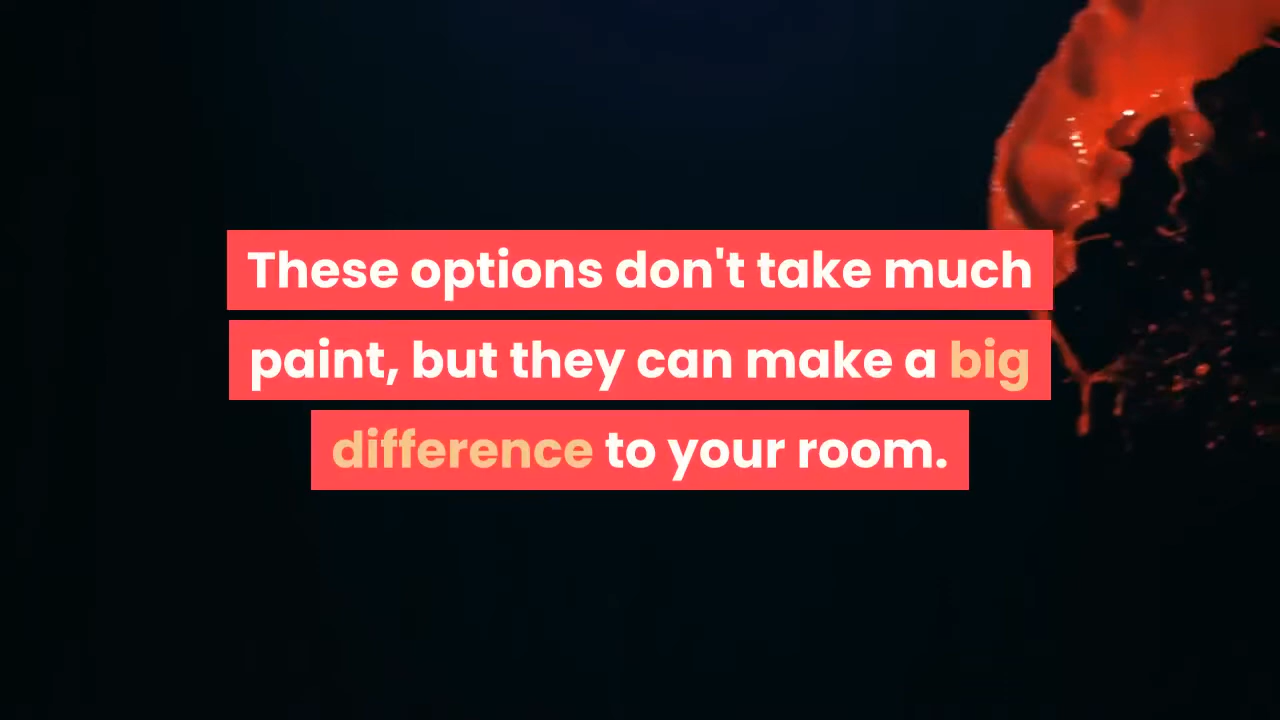 These options don't take much
paint, but they can make a big
difference to your room.